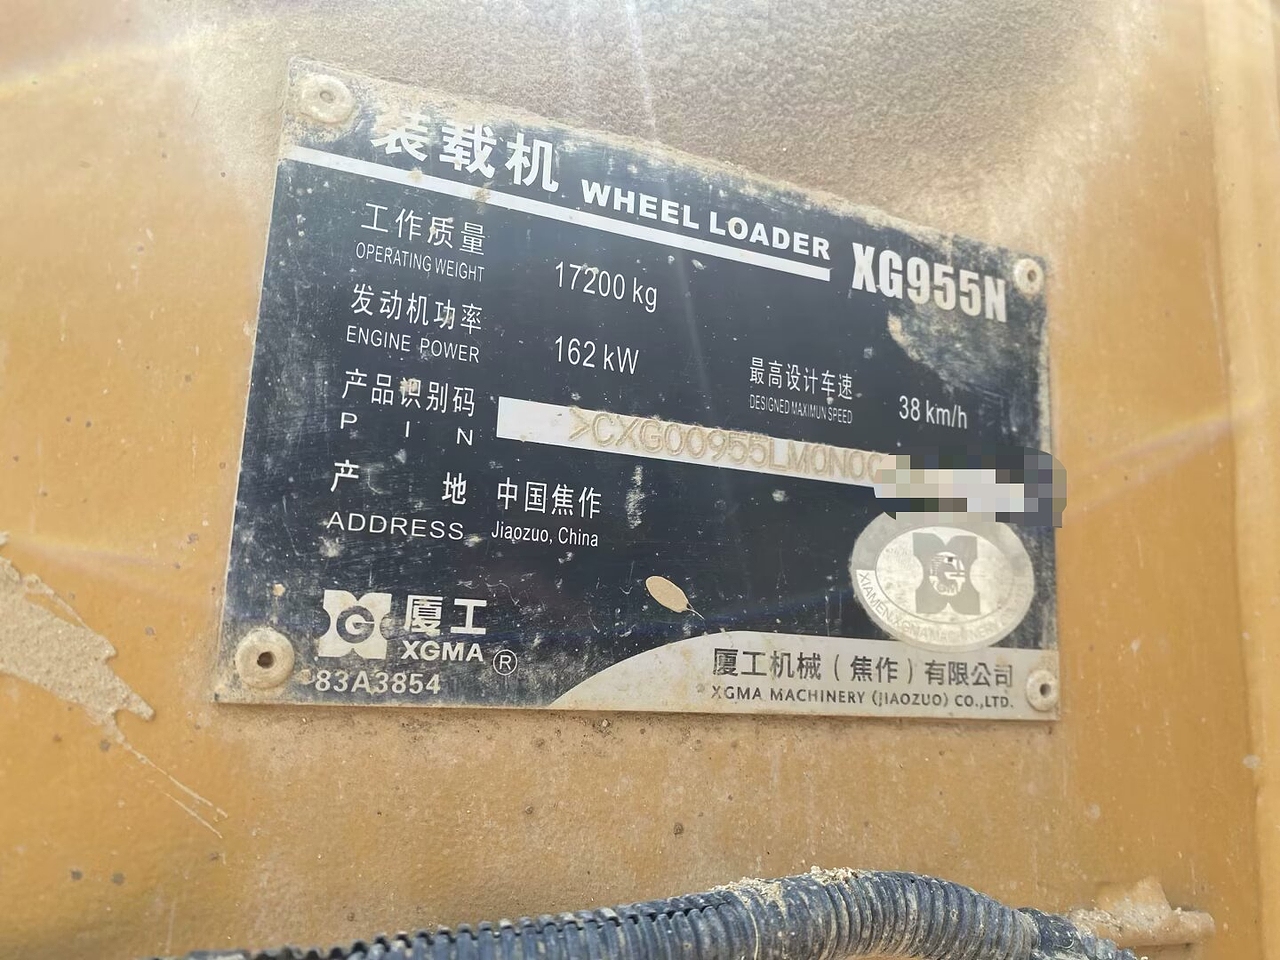 装载机 WHEEL LOADER XG955N
工作质量 17200 kg
OPERATING WEIGHT
发动机功率 162 kW
ENGINE POWER
最高设计车速 38 km/h
DESIGNED MAXIMUN SPEED
产品识别码 >CXG00955LM0N0
P I N
产 地 中国焦作
ADDRESS Jiaozuo, China
厦工
XGMA ®
83A3854
XIAMEN XGMA MACHINERY
厦工机械（焦作）有限公司
XGMA MACHINERY (JIAOZUO) CO.,LTD.